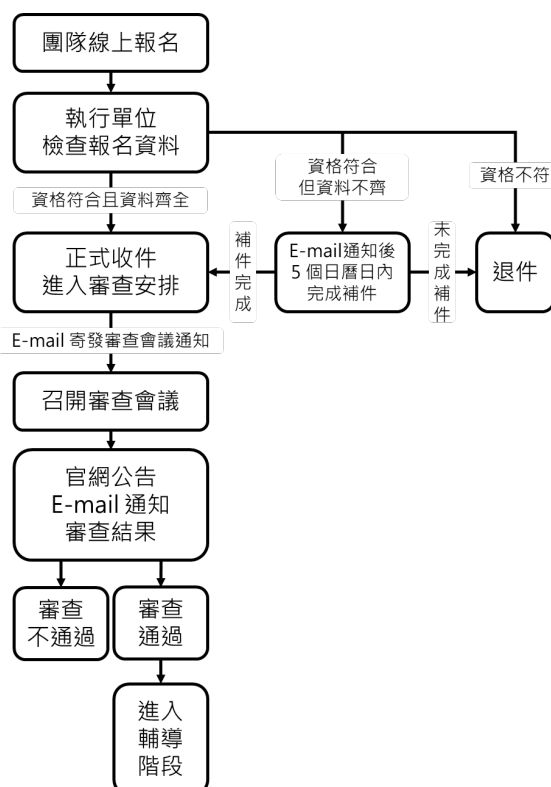 團隊線上報名
執行單位
檢查報名資料
資格符合
但資料不齊
資格不符
資格符合且資料齊全
正式收件
進入審查安排
補件完成
E-mail通知後
5 個日曆日內
完成補件
未完成補件
退件
E-mail 寄發審查會議通知
召開審查會議
官網公告
E-mail 通知
審查結果
審查
不通過
審查
通過
進入
輔導
階段